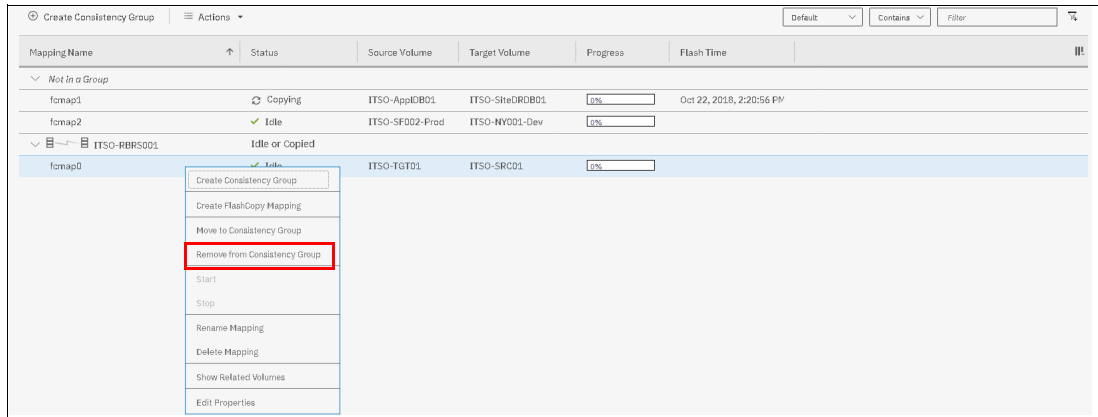 Create Consistency Group Actions Default Contains Filter
Mapping Name Status Source Volume Target Volume Progress Flash Time
Not in a Group
fcmap1 Copying ITSO-ApplDB01 ITSO-SiteDRDB01 0% Oct 22, 2018, 2:20:56 PM
fcmap2 Idle ITSO-SF002-Prod ITSO-NY001-Dev 0%
ITSO-RBRS001 Idle or Copied
fcmap0 Idle ITSO-TGT01 ITSO-SRC01 0%
Create Consistency Group
Create FlashCopy Mapping
Move to Consistency Group
Remove from Consistency Group
Start
Stop
Rename Mapping
Delete Mapping
Show Related Volumes
Edit Properties